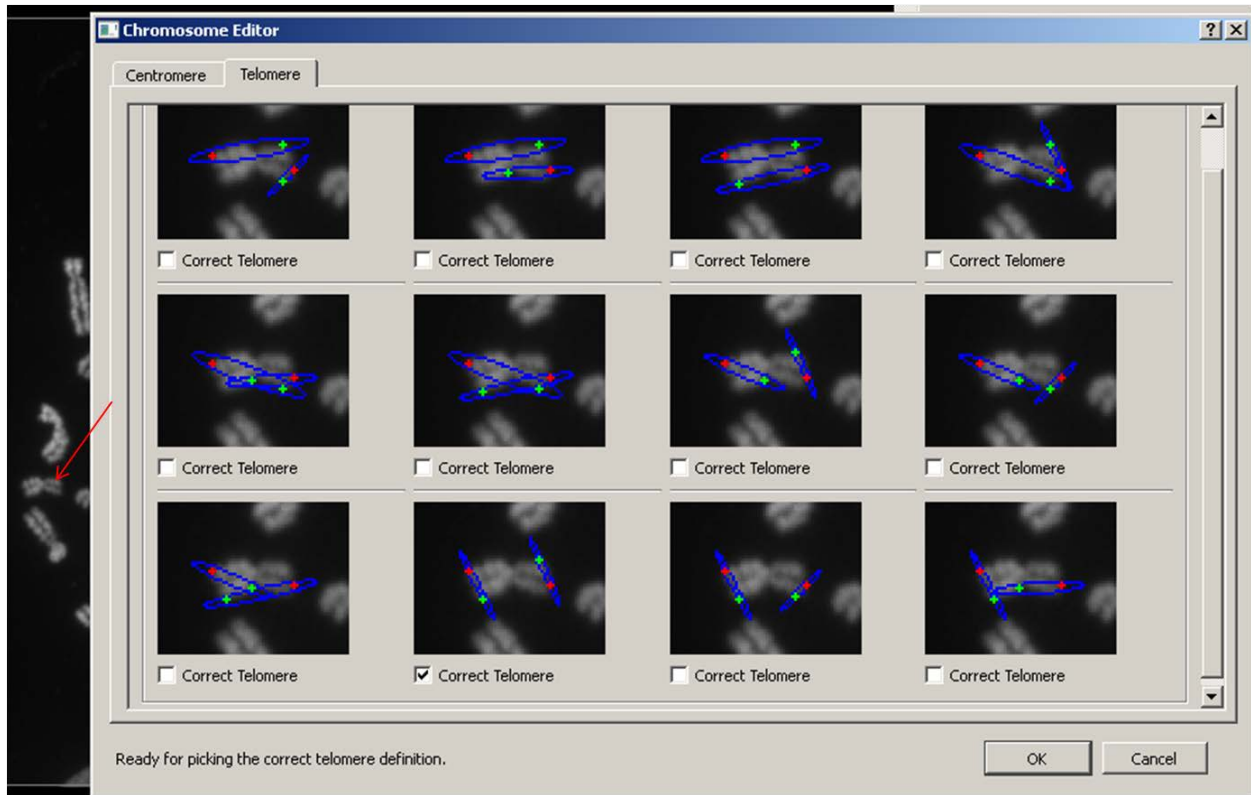 Chromosome Editor
Centromere Telomere
Correct Telomere Correct Telomere Correct Telomere Correct Telomere
Correct Telomere Correct Telomere Correct Telomere Correct Telomere
Correct Telomere Correct Telomere Correct Telomere Correct Telomere
Ready for picking the correct telomere definition. OK Cancel